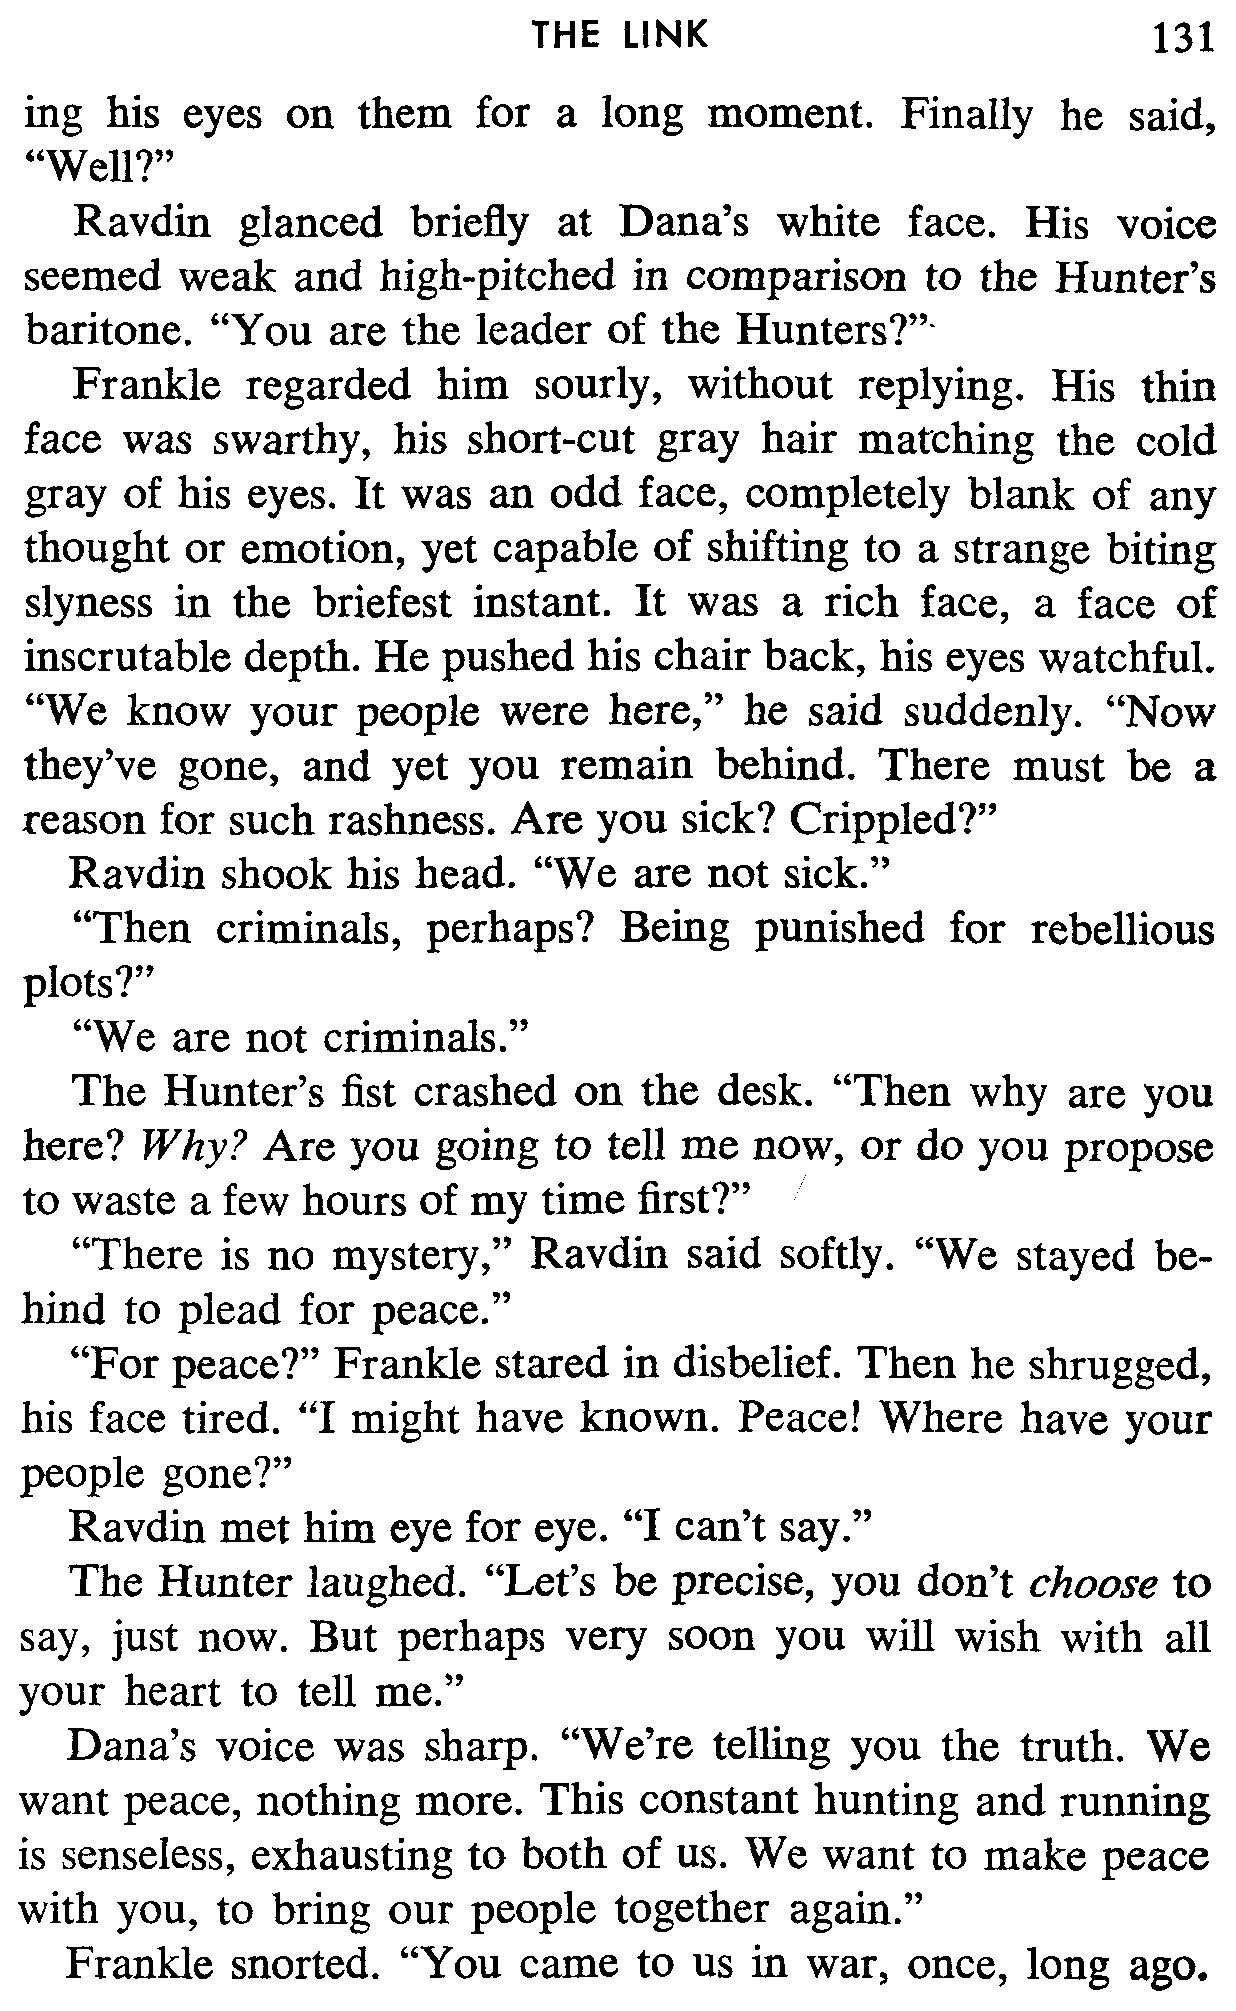 THE LINK 131
ing his eyes on them for a long moment. Finally he said,
“Well?”
Ravdin glanced briefly at Dana’s white face. His voice
seemed weak and high-pitched in comparison to the Hunter’s
baritone. “You are the leader of the Hunters?”
Frankle regarded him sourly, without replying. His thin
face was swarthy, his short-cut gray hair matching the cold
gray of his eyes. It was an odd face, completely blank of any
thought or emotion, yet capable of shifting to a strange biting
slyness in the briefest instant. It was a rich face, a face of
inscrutable depth. He pushed his chair back, his eyes watchful.
“We know your people were here,” he said suddenly. “Now
they’ve gone, and yet you remain behind. There must be a
reason for such rashness. Are you sick? Crippled?”
Ravdin shook his head. “We are not sick.”
“Then criminals, perhaps? Being punished for rebellious
plots?”
“We are not criminals.”
The Hunter’s fist crashed on the desk. “Then why are you
here? Why? Are you going to tell me now, or do you propose
to waste a few hours of my time first?”
“There is no mystery,” Ravdin said softly. “We stayed be-
hind to plead for peace.”
“For peace?” Frankle stared in disbelief. Then he shrugged,
his face tired. “I might have known. Peace! Where have your
people gone?”
Ravdin met him eye for eye. “I can’t say.”
The Hunter laughed. “Let’s be precise, you don’t choose to
say, just now. But perhaps very soon you will wish with all
your heart to tell me.”
Dana’s voice was sharp. “We’re telling you the truth. We
want peace, nothing more. This constant hunting and running
is senseless, exhausting to both of us. We want to make peace
with you, to bring our people together again.”
Frankle snorted. “You came to us in war, once, long ago.